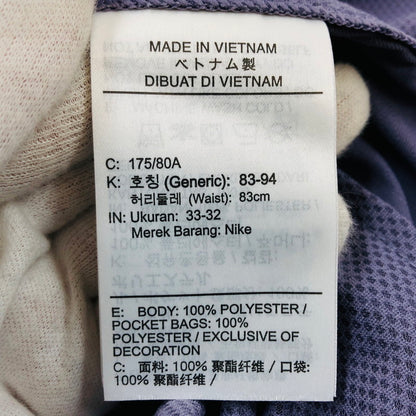 MADE IN VIETNAM
ベトナム製
DIBUAT DI VIETNAM
C: 175/80A
K: 호칭 (Generic): 83-94
허리둘레 (Waist): 83cm
IN: Ukuran: 33-32
Merek Barang: Nike
E: BODY: 100% POLYESTER /
POCKET BAGS: 100%
POLYESTER / EXCLUSIVE OF
DECORATION
C: 面料: 100% 聚酯纤维 / 口袋:
100% 聚酯纤维